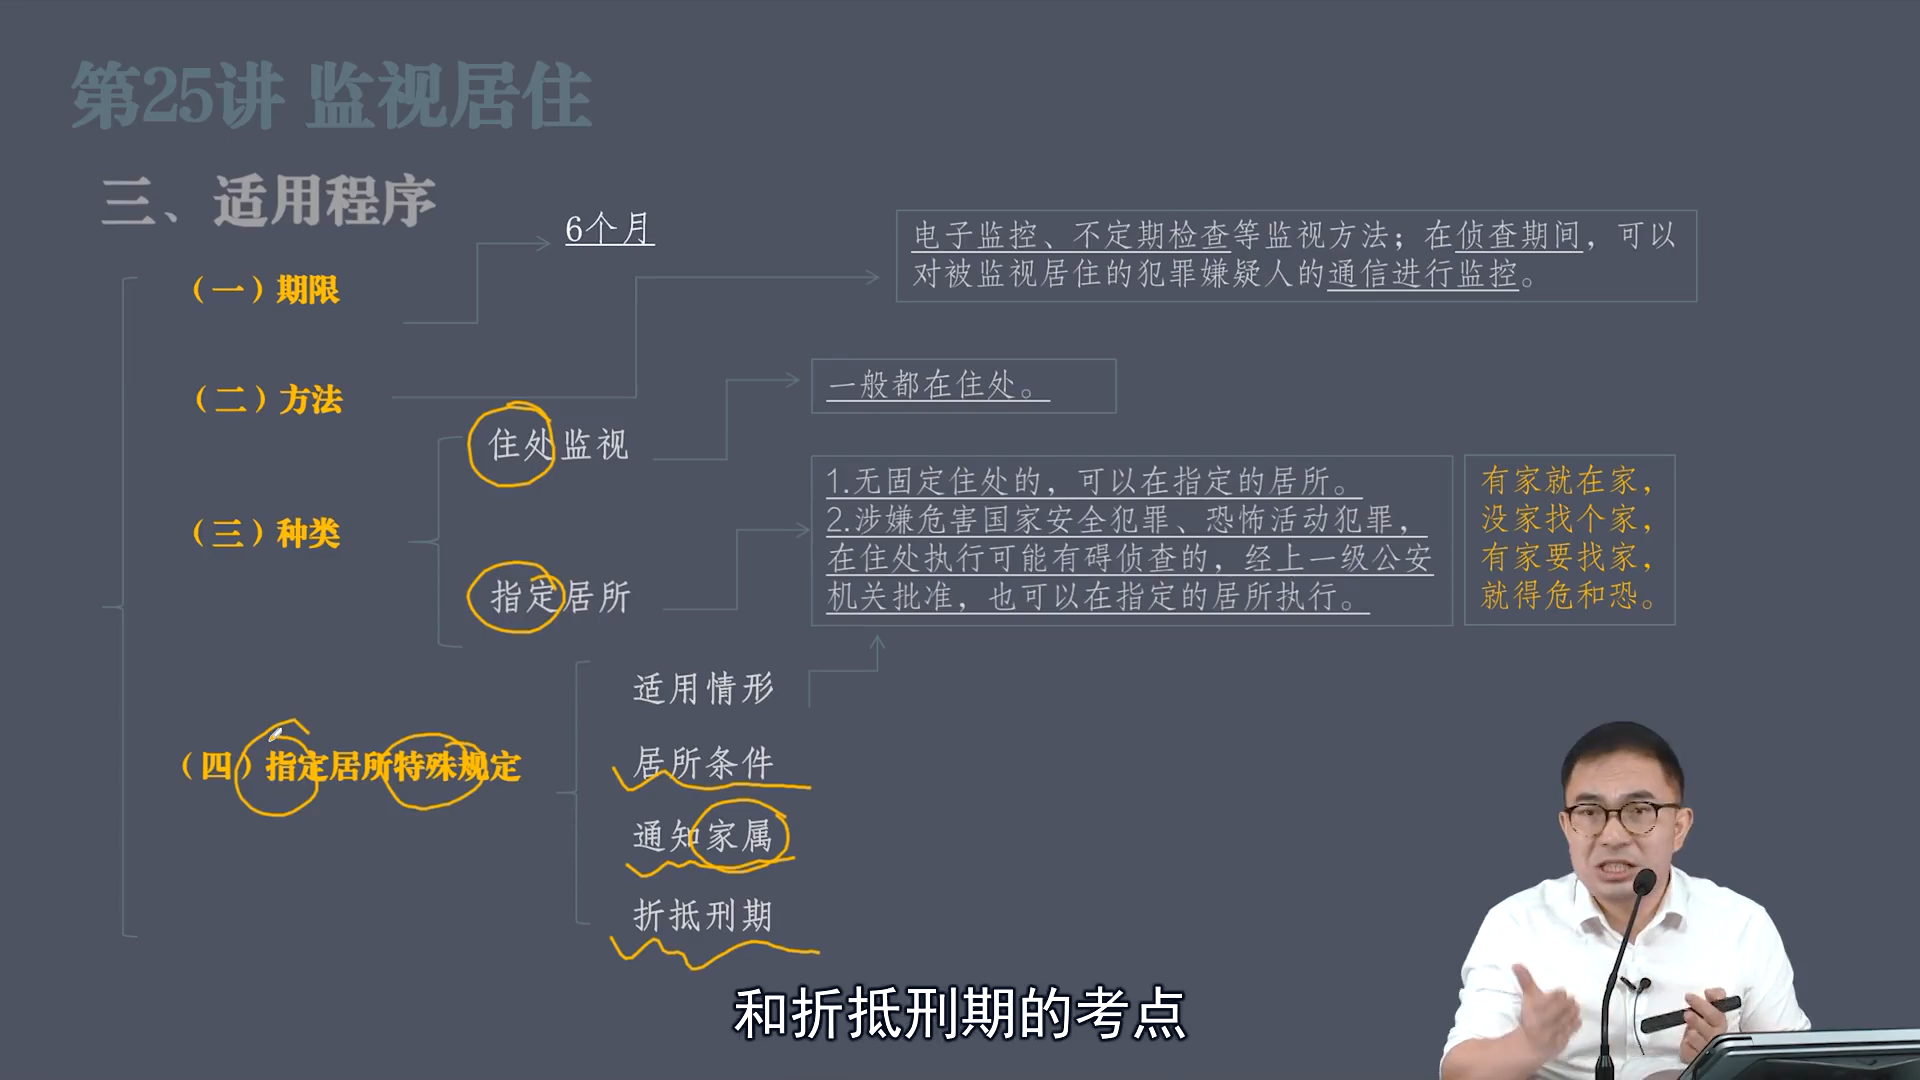 第25讲 监视居住
三、适用程序
（一）期限
6个月
电子监控、不定期检查等监视方法；在侦查期间，可以
对被监视居住的犯罪嫌疑人的通信进行监控。
（二）方法
（三）种类
住处监视
一般都在住处。
指定居所
1.无固定住处的，可以在指定的居所。
2.涉嫌危害国家安全犯罪、恐怖活动犯罪，
在住处执行可能有碍侦查的，经上一级公安
机关批准，也可以在指定的居所执行。
有家就在家，
没家找个家，
有家要找家，
就得危和恐。
（四）指定居所特殊规定
适用情形
居所条件
通知家属
折抵刑期
和折抵刑期的考点